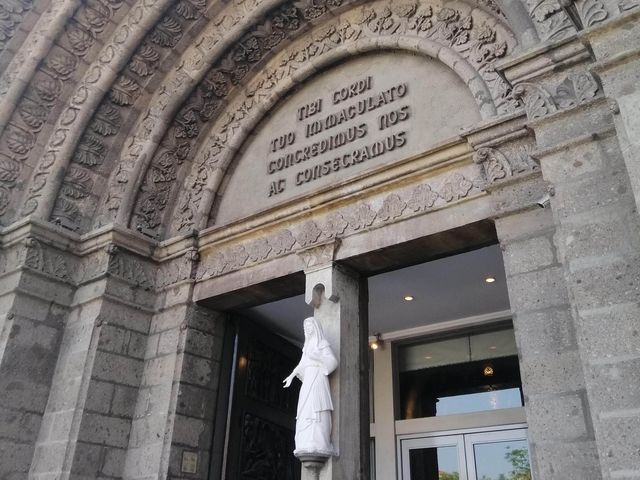 TIBI CORDI
TUO IMMACULATO
CONCREDIMUS NOS
AC CONSECRAMUS